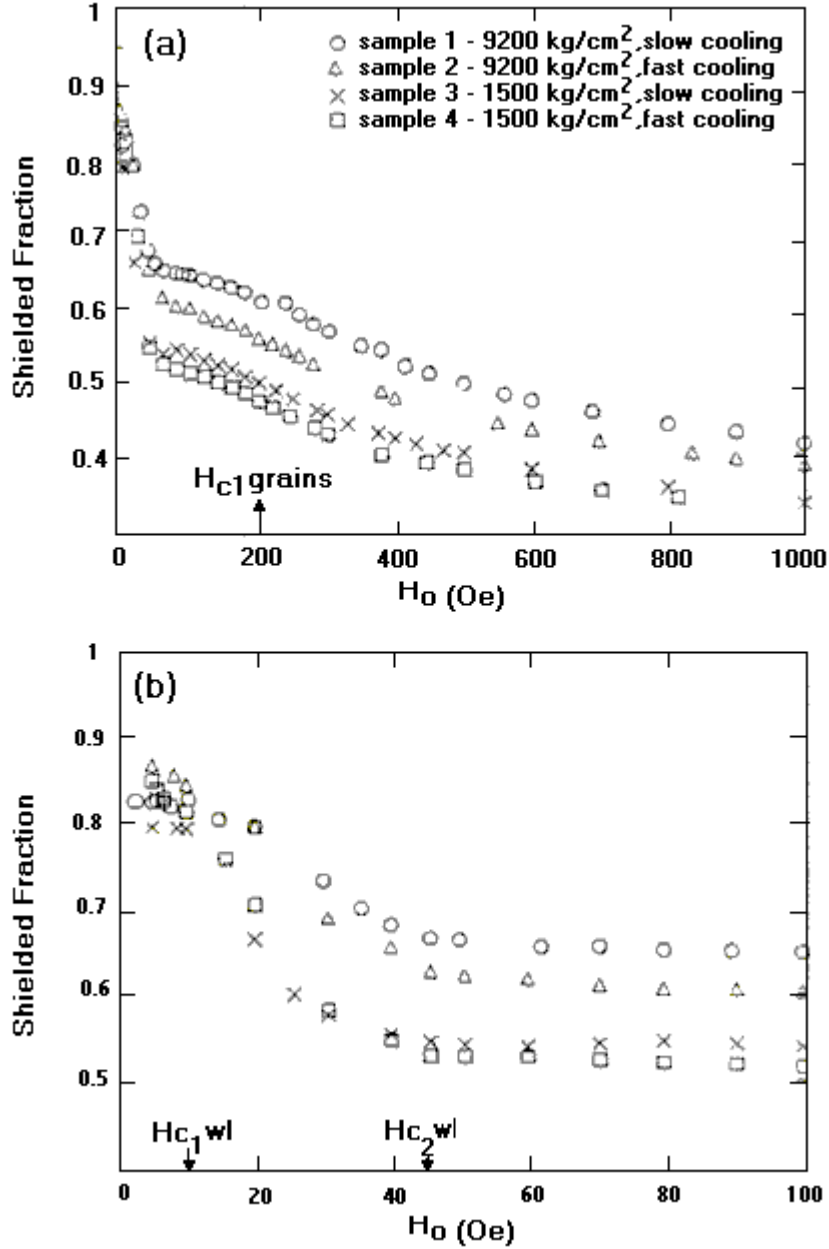 (a)
sample 1 - 9200 kg/cm²,slow cooling
sample 2 - 9200 kg/cm²,fast cooling
sample 3 - 1500 kg/cm²,slow cooling
sample 4 - 1500 kg/cm²,fast cooling
1
0.9
0.8
0.7
0.6
0.5
0.4
Shielded Fraction
Hc1grains
0 200 400 600 800 1000
Ho (Oe)
(b)
1
0.9
0.8
0.7
0.6
0.5
Shielded Fraction
Hc1wl Hc2wl
0 20 40 60 80 100
Ho (Oe)